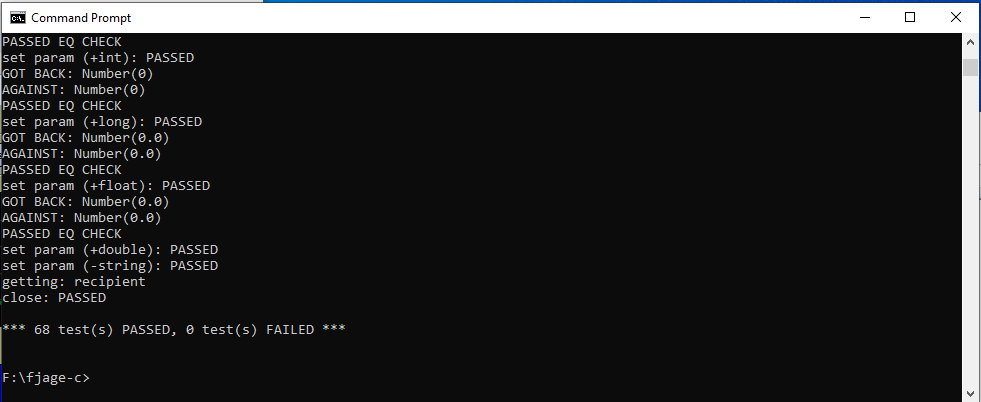 Command Prompt
PASSED EQ CHECK
set param (+int): PASSED
GOT BACK: Number(0)
AGAINST: Number(0)
PASSED EQ CHECK
set param (+long): PASSED
GOT BACK: Number(0.0)
AGAINST: Number(0.0)
PASSED EQ CHECK
set param (+float): PASSED
GOT BACK: Number(0.0)
AGAINST: Number(0.0)
PASSED EQ CHECK
set param (+double): PASSED
set param (-string): PASSED
getting: recipient
close: PASSED
*** 68 test(s) PASSED, 0 test(s) FAILED ***
F:\fjage-c>